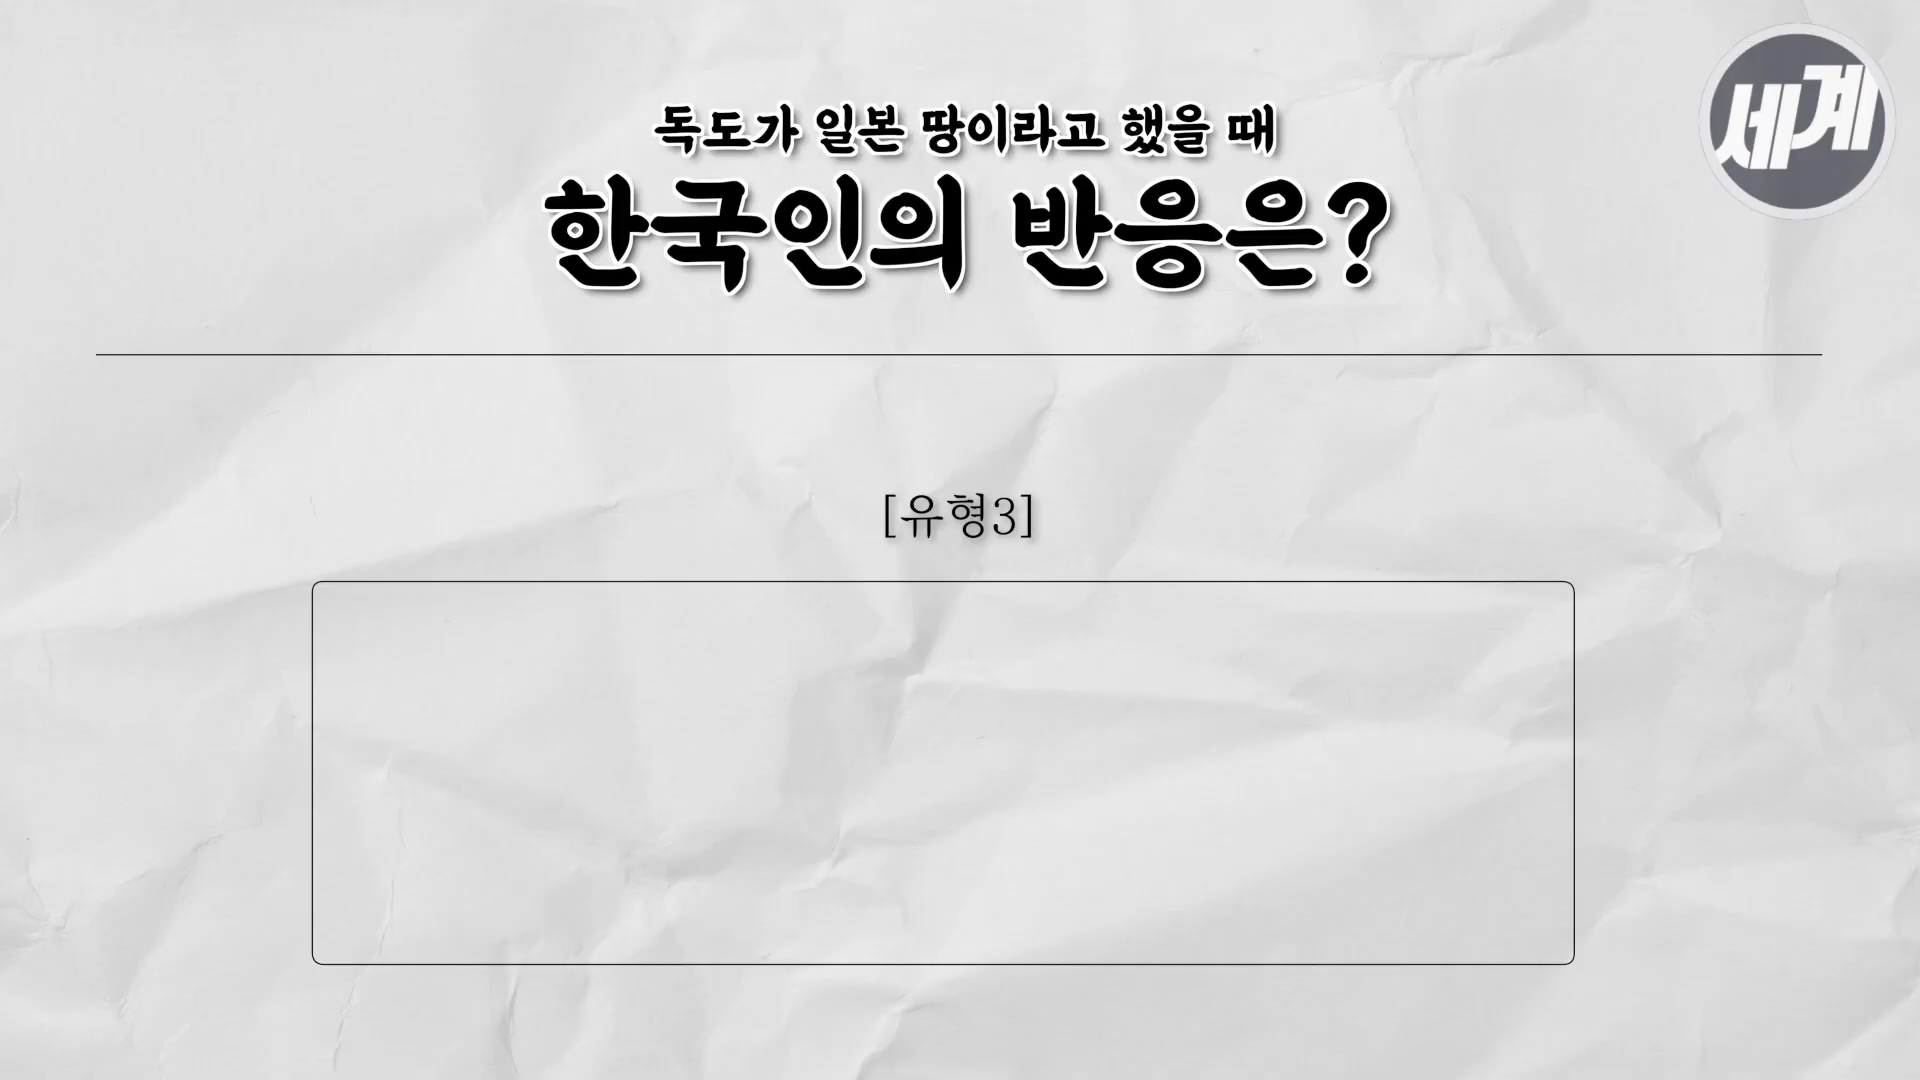 세계
독도가 일본 땅이라고 했을 때
한국인의 반응은?
[유형3]